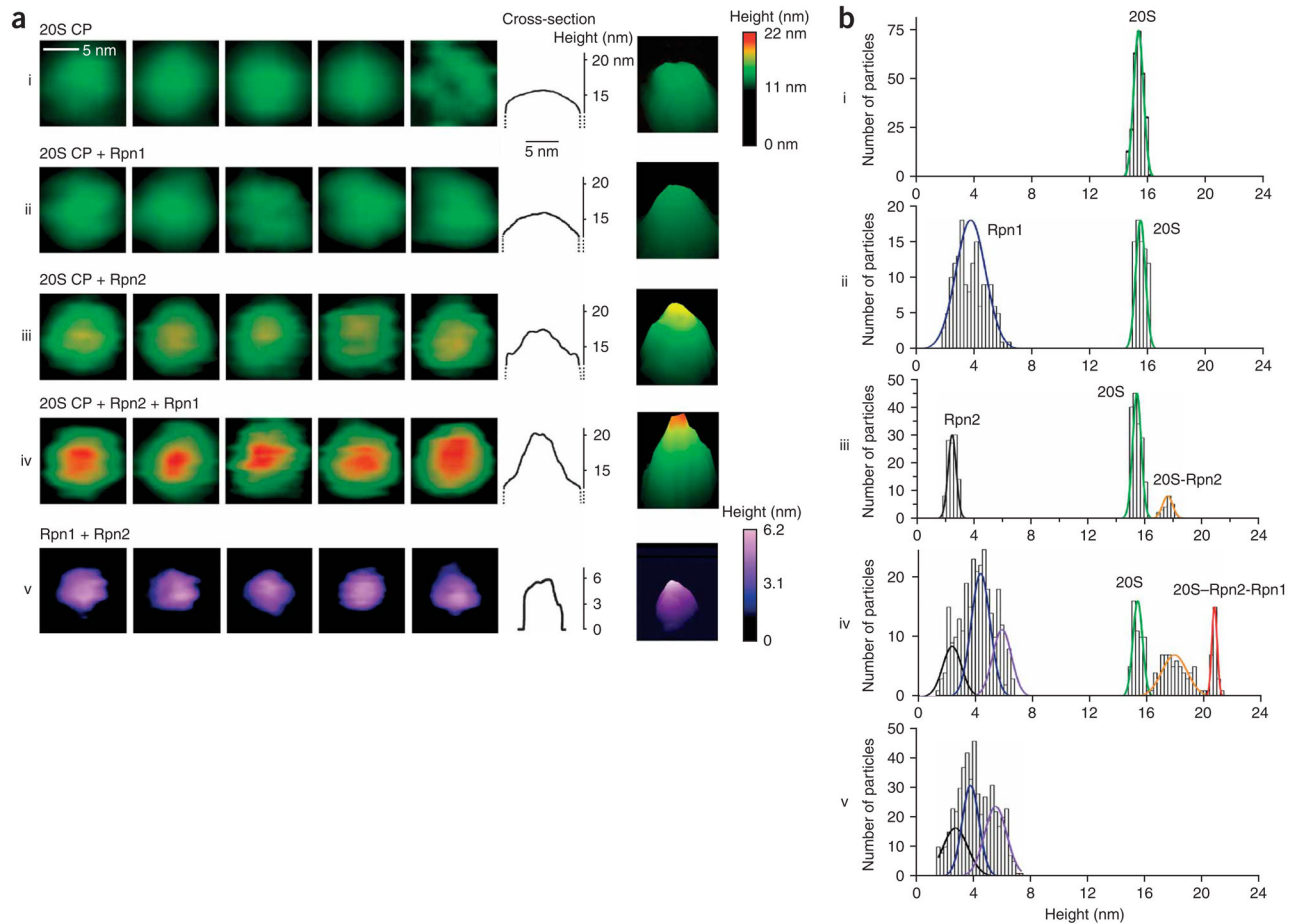 a
20S CP
5 nm
i
Cross-section
Height (nm)
20 nm
15
5 nm
Height (nm)
22 nm
11 nm
0 nm
20S CP + Rpn1
ii
20
15
20S CP + Rpn2
iii
20
15
20S CP + Rpn2 + Rpn1
iv
20
15
Rpn1 + Rpn2
v
6
3
0
Height (nm)
6.2
3.1
0
b
i
Number of particles
75
50
25
0
20S
0 4 8 12 16 20 24
ii
Number of particles
20
15
10
5
0
Rpn1
20S
0 4 8 12 16 20 24
iii
Number of particles
50
40
30
20
10
0
Rpn2
20S
20S-Rpn2
0 4 8 12 16 20 24
iv
Number of particles
20
10
0
20S
20S–Rpn2-Rpn1
0 4 8 12 16 20 24
v
Number of particles
50
40
30
20
10
0
0 4 8 12 16 20 24
Height (nm)